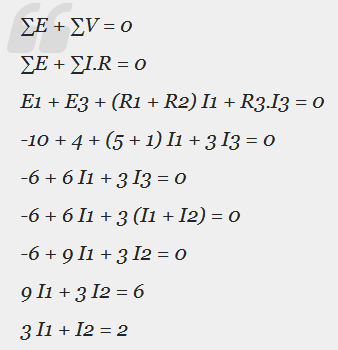 ∑E + ∑V = 0
∑E + ∑I.R = 0
E1 + E3 + (R1 + R2) I1 + R3.I3 = 0
-10 + 4 + (5 + 1) I1 + 3 I3 = 0
-6 + 6 I1 + 3 I3 = 0
-6 + 6 I1 + 3 (I1 + I2) = 0
-6 + 9 I1 + 3 I2 = 0
9 I1 + 3 I2 = 6
3 I1 + I2 = 2